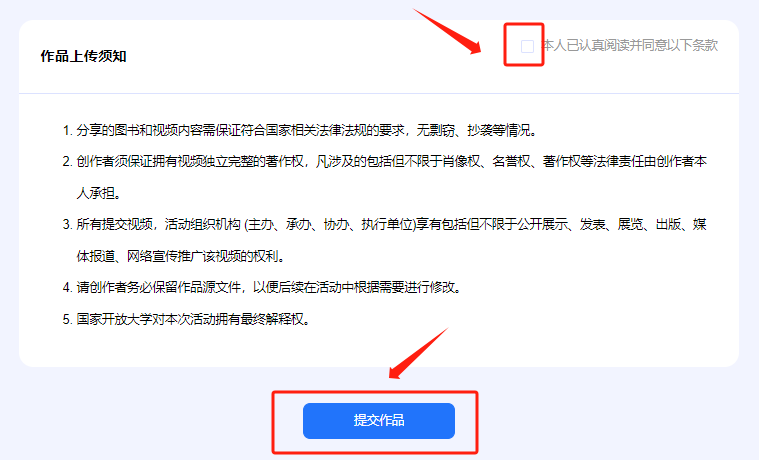 作品上传须知
本人已认真阅读并同意以下条款
1. 分享的图书和视频内容需保证符合国家相关法律法规的要求，无剽窃、抄袭等情况。
2. 创作者须保证拥有视频独立完整的著作权，凡涉及的包括但不限于肖像权、名誉权、著作权等法律责任由创作者本
人承担。
3. 所有提交视频，活动组织机构 (主办、承办、协办、执行单位)享有包括但不限于公开展示、发表、展览、出版、媒
体报道、网络宣传推广该视频的权利。
4. 请创作者务必保留作品源文件，以便后续在活动中根据需要进行修改。
5. 国家开放大学对本次活动拥有最终解释权。
提交作品